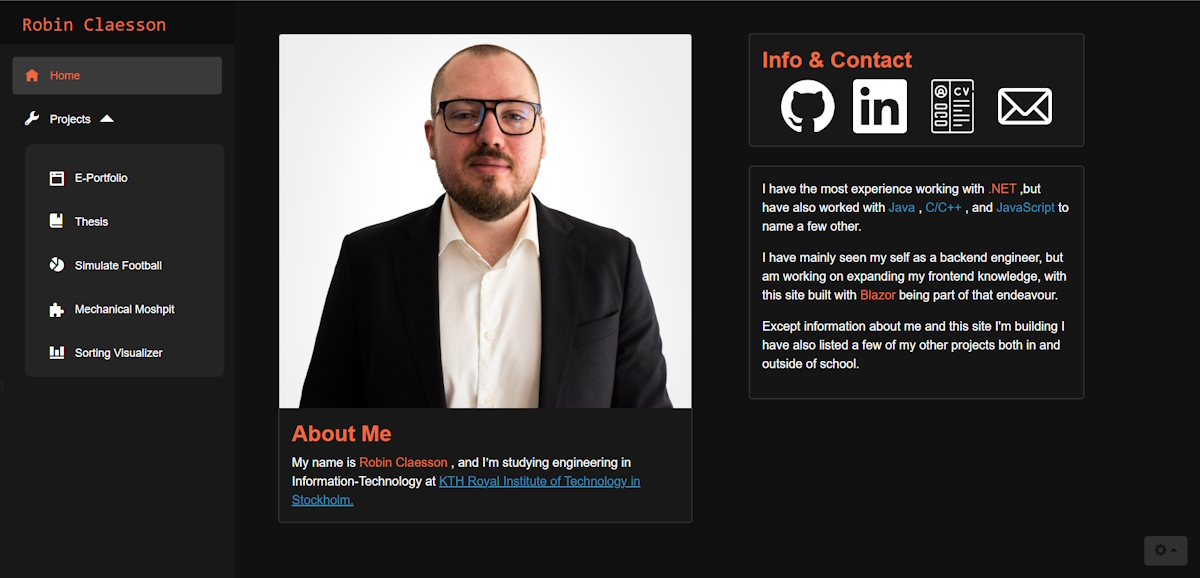 Robin Claesson
Home
Projects
E-Portfolio
Thesis
Simulate Football
Mechanical Moshpit
Sorting Visualizer
About Me
My name is Robin Claesson , and I'm studying engineering in
Information-Technology at KTH Royal Institute of Technology in
Stockholm.
Info & Contact
in
CV
I have the most experience working with .NET ,but
have also worked with Java , C/C++ , and JavaScript to
name a few other.
I have mainly seen my self as a backend engineer, but
am working on expanding my frontend knowledge, with
this site built with Blazor being part of that endeavour.
Except information about me and this site I'm building I
have also listed a few of my other projects both in and
outside of school.